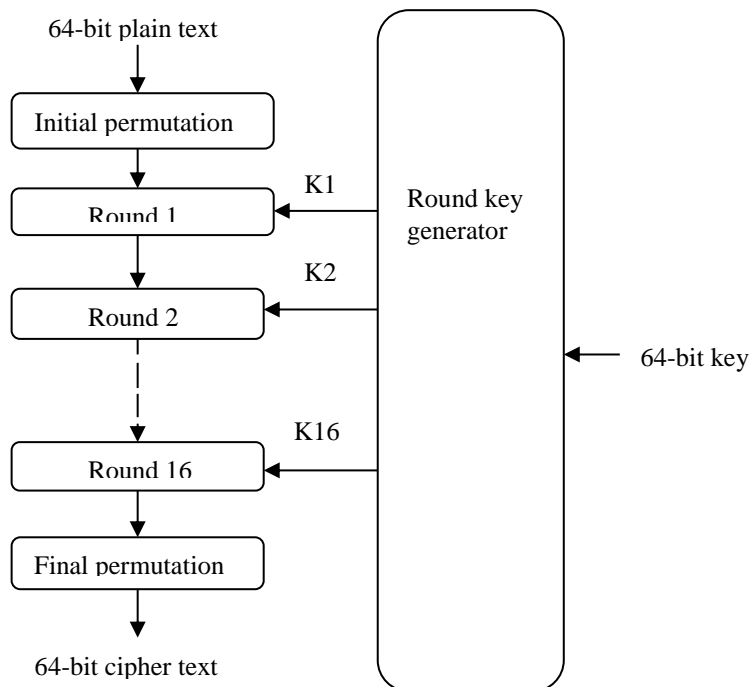 64-bit plain text
Initial permutation
K1
Round 1
Round key
generator
K2
Round 2
64-bit key
K16
Round 16
Final permutation
64-bit cipher text